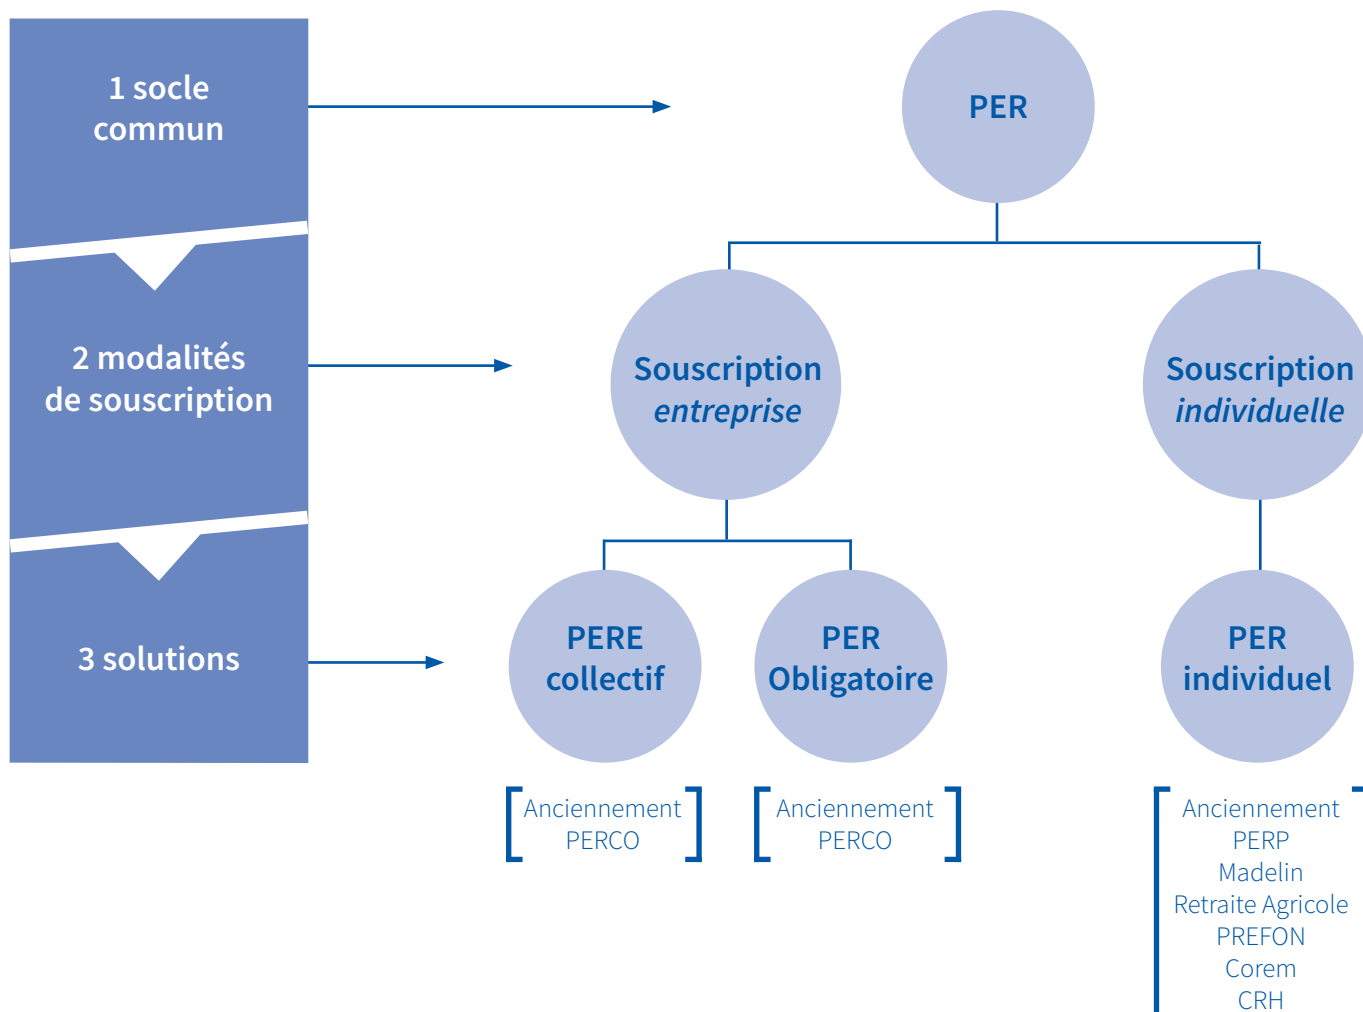 1 socle
commun
PER
2 modalités
de souscription
Souscription
entreprise
Souscription
individuelle
3 solutions
PERE
collectif
PER
Obligatoire
PER
individuel
Anciennement
PERCO
Anciennement
PERCO
Anciennement
PERP
Madelin
Retraite Agricole
PREFON
Corem
CRH